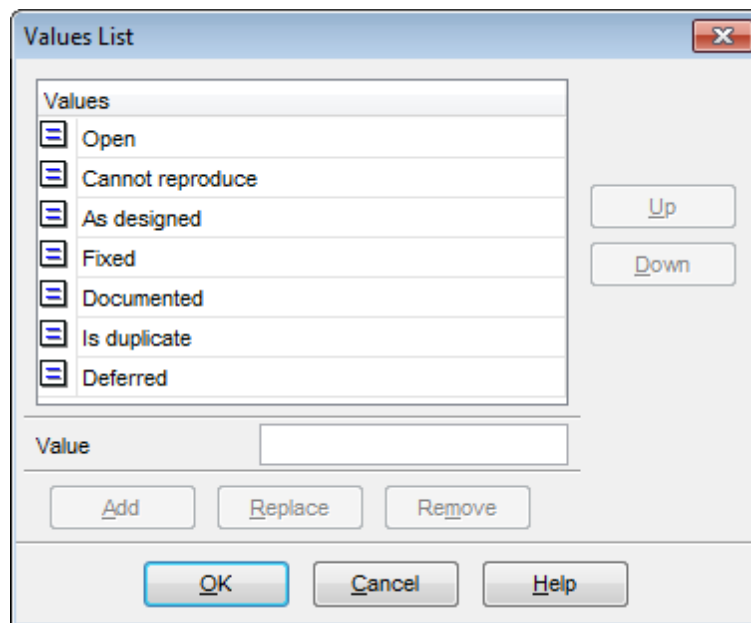 Values List
Values
Open
Cannot reproduce
As designed
Fixed
Documented
Is duplicate
Deferred
Up
Down
Value
Add Replace Remove
OK Cancel Help